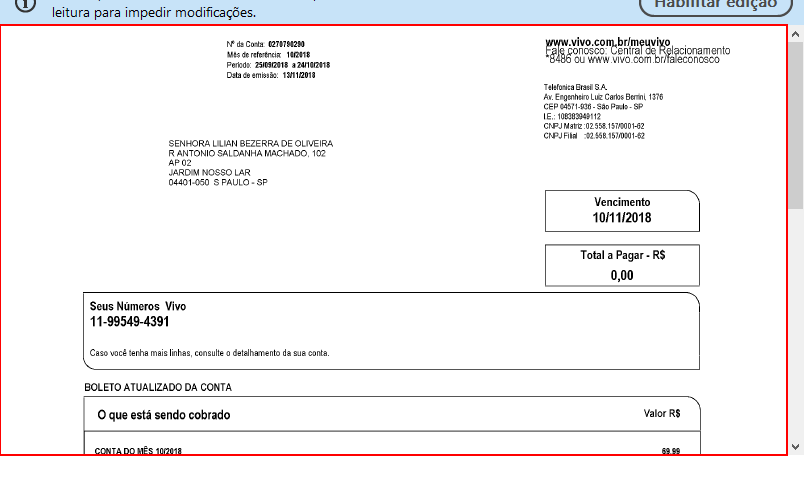 leitura para impedir modificações.
Habilitar edição
Nº da Conta: 0270790290
Mês de referência: 10/2018
Período: 25/09/2018 a 24/10/2018
Data de emissão: 13/11/2018
www.vivo.com.br/meuvivo
Fale conosco: Central de Relacionamento
*8486 ou www.vivo.com.br/faleconosco
Telefonica Brasil S.A.
Av. Engenheiro Luiz Carlos Berrini, 1376
CEP 04571-936 - São Paulo - SP
I.E.: 108383949112
CNPJ Matriz :02.558.157/0001-62
CNPJ Filial :02.558.157/0001-62
SENHORA LILIAN BEZERRA DE OLIVEIRA
R ANTONIO SALDANHA MACHADO, 102
AP 02
JARDIM NOSSO LAR
04401-050 S PAULO - SP
Vencimento
10/11/2018
Total a Pagar - R$
0,00
Seus Números Vivo
11-99549-4391
Caso você tenha mais linhas, consulte o detalhamento da sua conta.
BOLETO ATUALIZADO DA CONTA
O que está sendo cobrado Valor R$
CONTA DO MÊS 10/2018 69,99